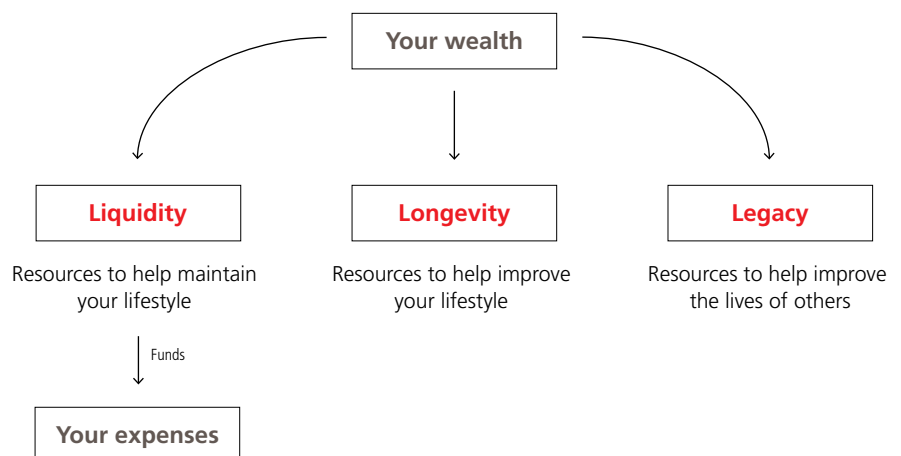 Your wealth
Liquidity
Longevity
Legacy
Resources to help maintain
your lifestyle
Resources to help improve
your lifestyle
Resources to help improve
the lives of others
Funds
Your expenses